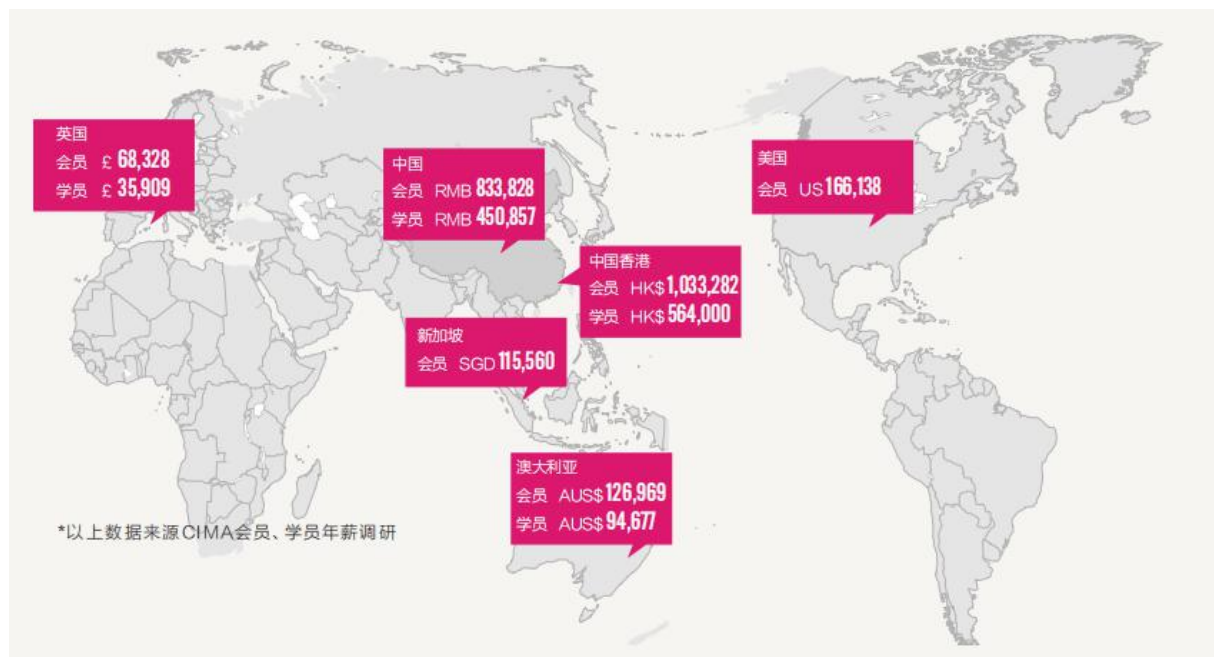 英国
会员 £ 68,328
学员 £ 35,909
中国
会员 RMB 833,828
学员 RMB 450,857
美国
会员 US 166,138
中国香港
会员 HK$ 1,033,282
学员 HK$ 564,000
新加坡
会员 SGD 115,560
澳大利亚
会员 AUS$ 126,969
学员 AUS$ 94,677
*以上数据来源CIMA会员、学员年薪调研